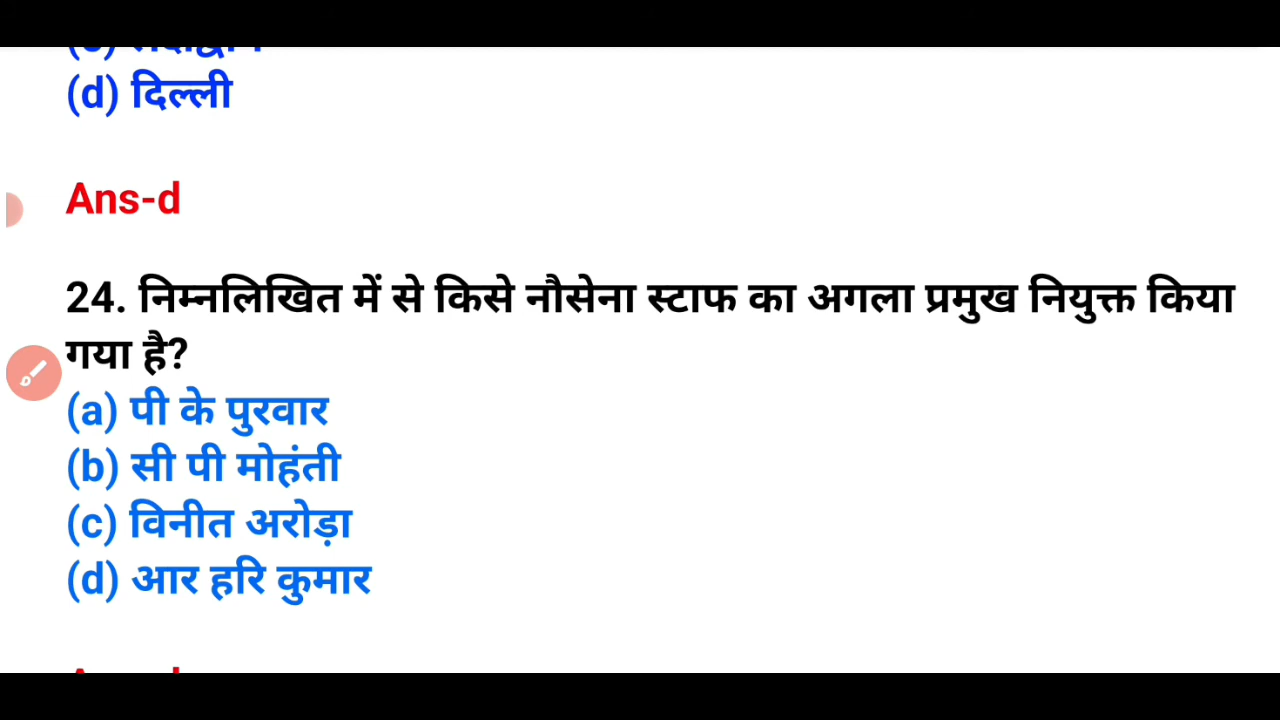 (d) दिल्ली
Ans-d
24. निम्नलिखित में से किसे नौसेना स्टाफ का अगला प्रमुख नियुक्त किया
गया है?
(a) पी के पुरवार
(b) सी पी मोहंती
(c) विनीत अरोड़ा
(d) आर हरि कुमार